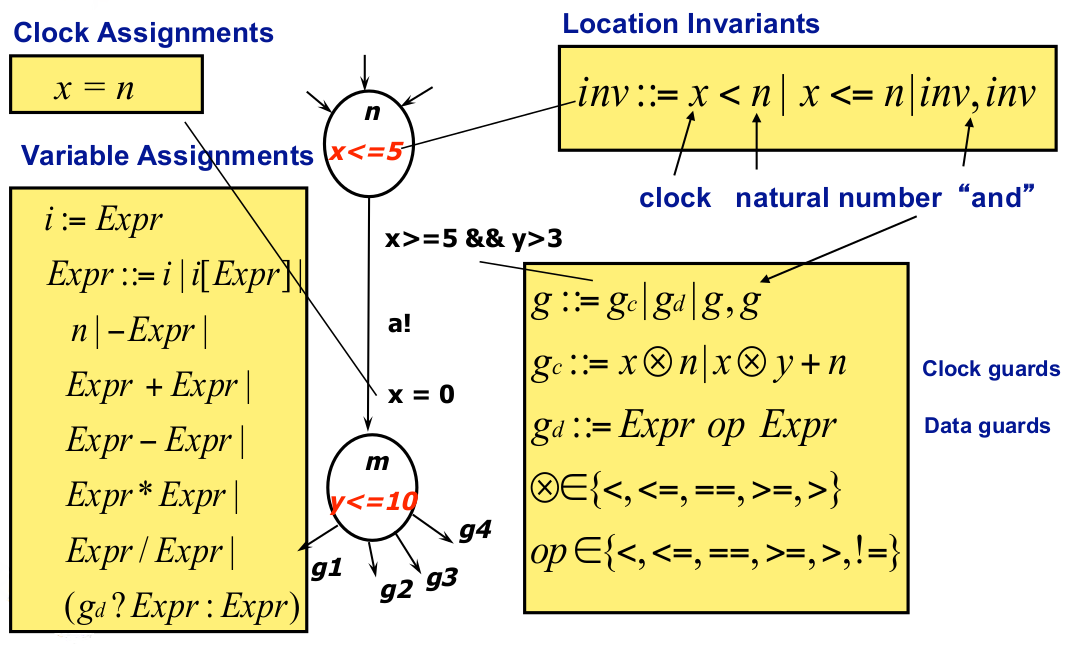 Clock Assignments
x = n
Variable Assignments
i := Expr
Expr ::= i | i[Expr] |
n | −Expr |
Expr + Expr |
Expr − Expr |
Expr * Expr |
Expr / Expr |
(g_d ? Expr : Expr)
n
x<=5
x>=5 && y>3
a!
x = 0
m
y<=10
g1
g2
g3
g4
Location Invariants
inv ::= x < n | x <= n | inv, inv
clock natural number “and”
g ::= g_c | g_d | g, g
g_c ::= x ⊗ n | x ⊗ y + n
Clock guards
g_d ::= Expr op Expr
Data guards
⊗∈{<,<=,==,>=,>}
op∈{<,<=,==,>=,>,!=}